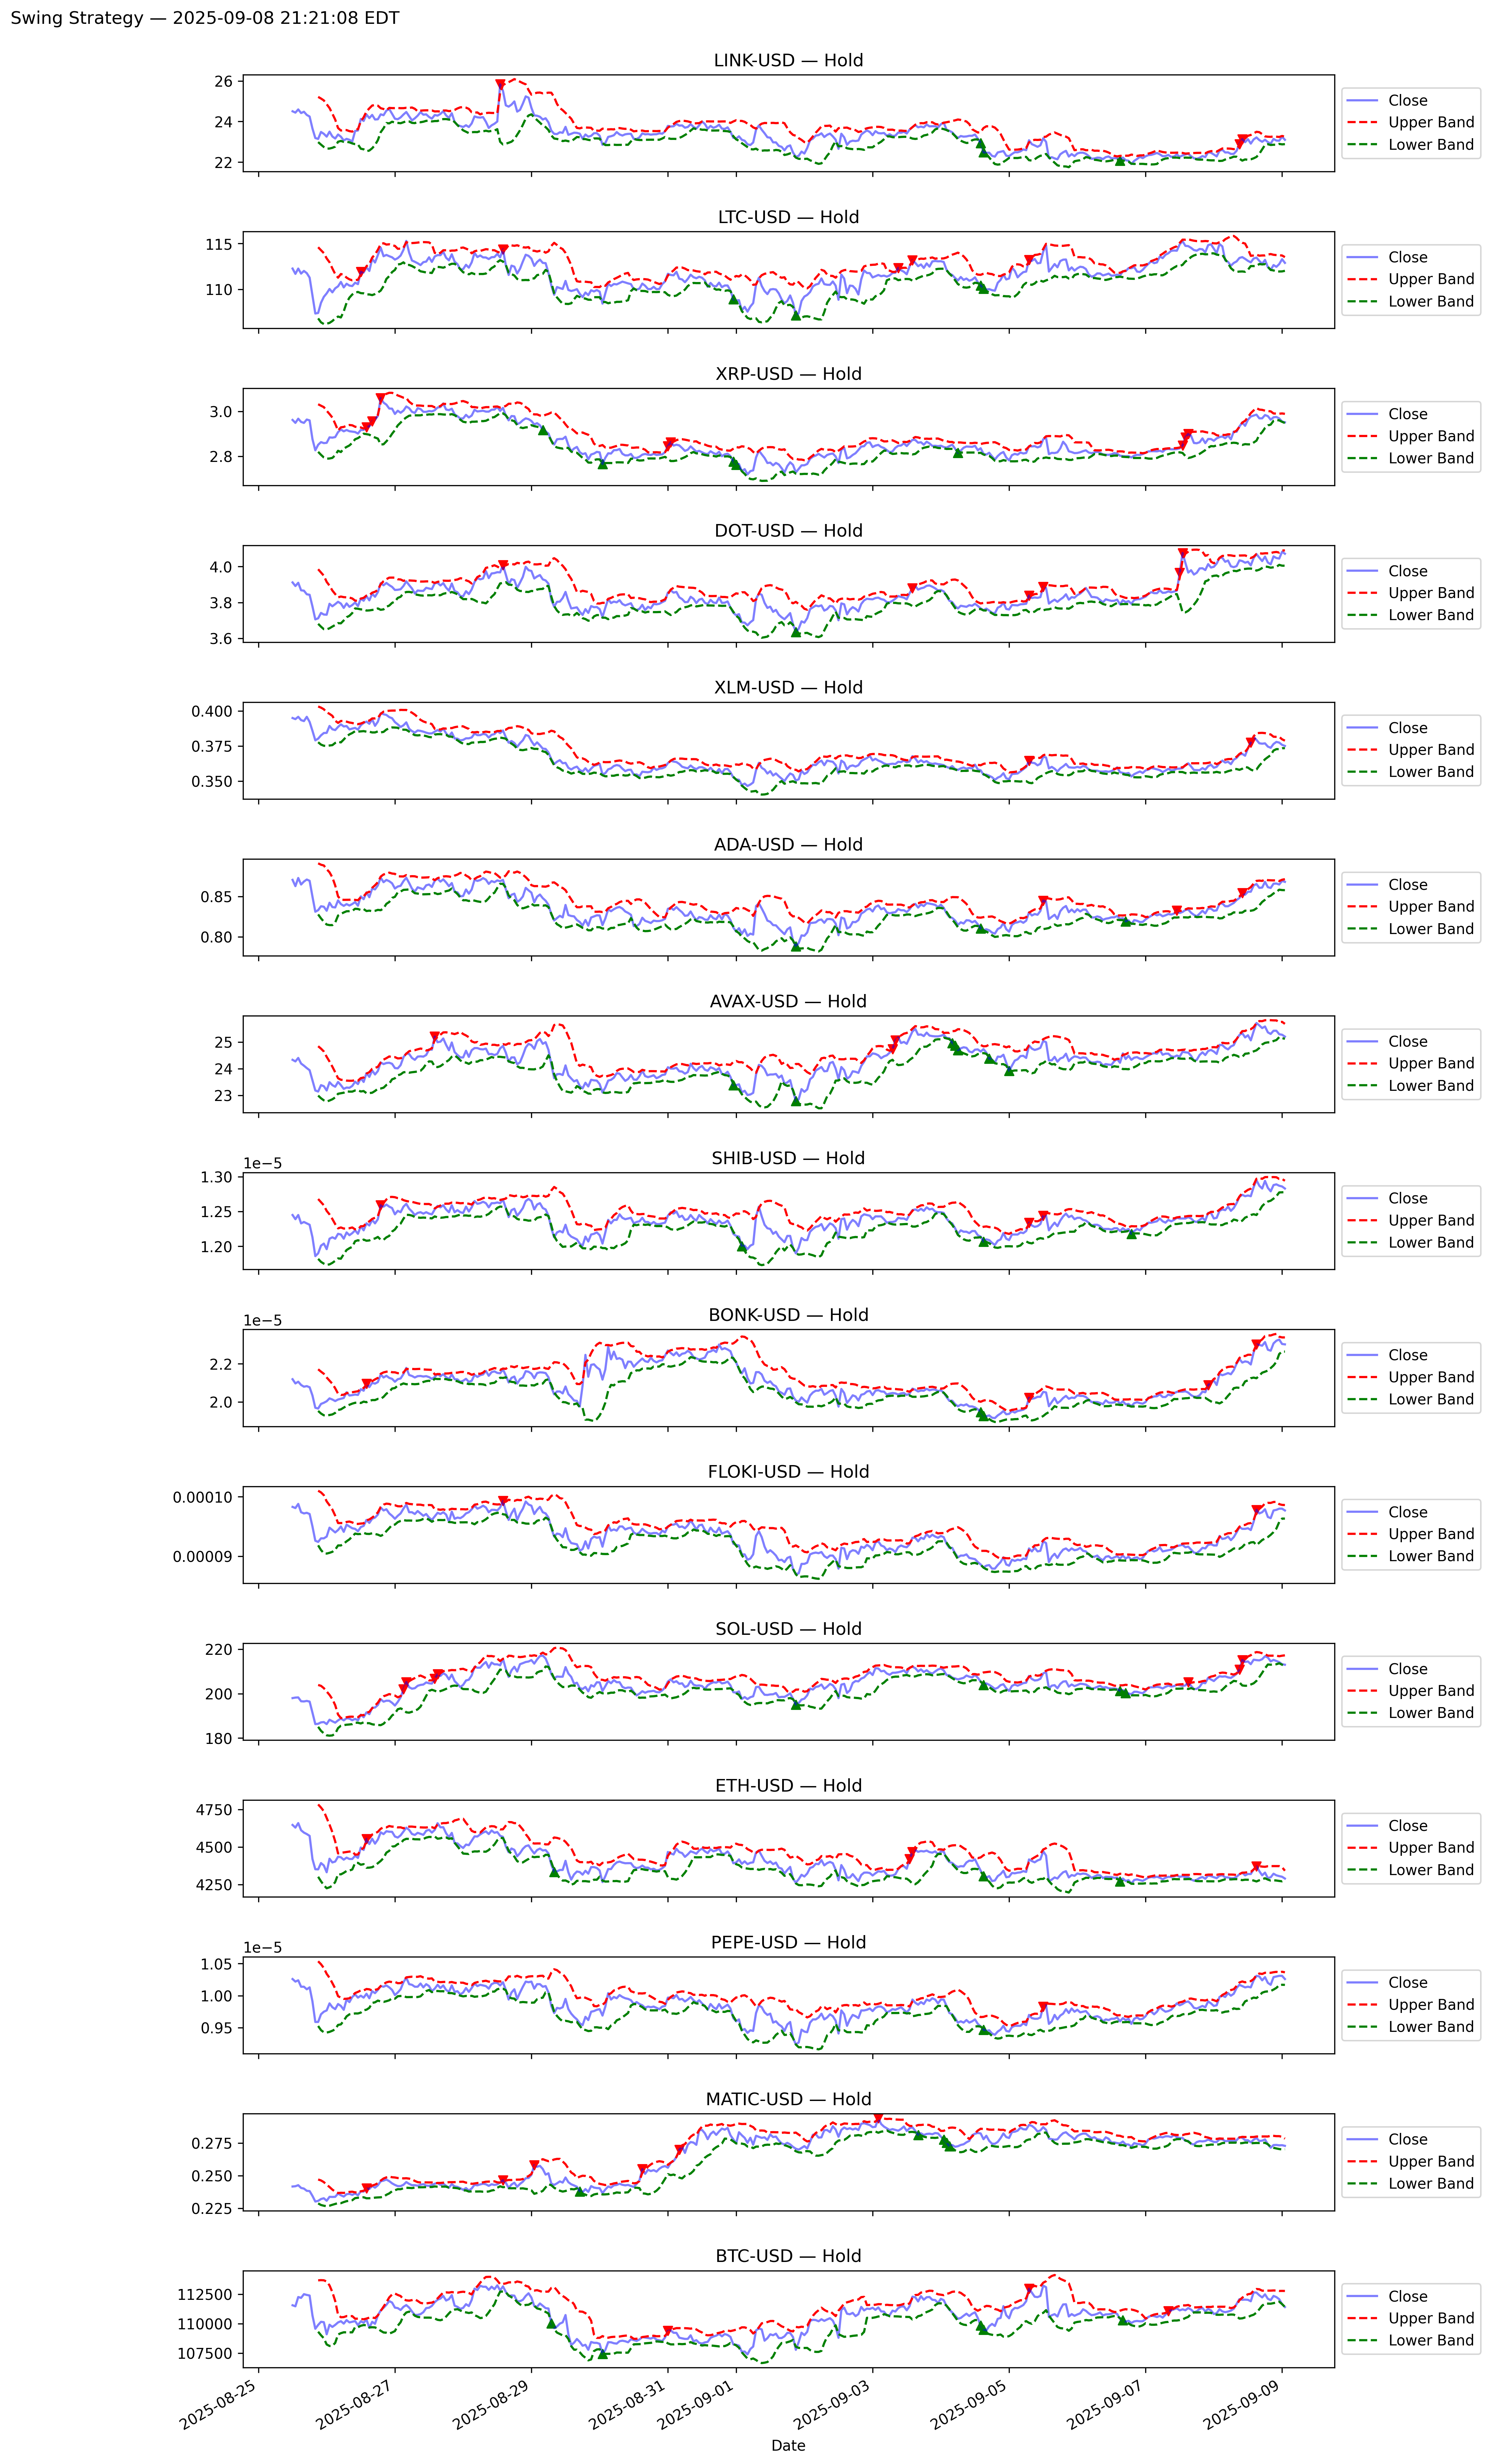 Swing Strategy — 2025-09-08 21:21:08 EDT
LINK-USD — Hold
26
24
22
Close
Upper Band
Lower Band
LTC-USD — Hold
115
110
Close
Upper Band
Lower Band
XRP-USD — Hold
3.0
2.8
Close
Upper Band
Lower Band
DOT-USD — Hold
4.0
3.8
3.6
Close
Upper Band
Lower Band
XLM-USD — Hold
0.400
0.375
0.350
Close
Upper Band
Lower Band
ADA-USD — Hold
0.85
0.80
Close
Upper Band
Lower Band
AVAX-USD — Hold
25
24
23
Close
Upper Band
Lower Band
SHIB-USD — Hold
1e−5
1.30
1.25
1.20
Close
Upper Band
Lower Band
BONK-USD — Hold
1e−5
2.2
2.0
Close
Upper Band
Lower Band
FLOKI-USD — Hold
0.00010
0.00009
Close
Upper Band
Lower Band
SOL-USD — Hold
220
200
180
Close
Upper Band
Lower Band
ETH-USD — Hold
4750
4500
4250
Close
Upper Band
Lower Band
PEPE-USD — Hold
1e−5
1.05
1.00
0.95
Close
Upper Band
Lower Band
MATIC-USD — Hold
0.275
0.250
0.225
Close
Upper Band
Lower Band
BTC-USD — Hold
112500
110000
107500
Close
Upper Band
Lower Band
2025-08-25
2025-08-27
2025-08-29
2025-08-31
2025-09-01
2025-09-03
2025-09-05
2025-09-07
2025-09-09
Date